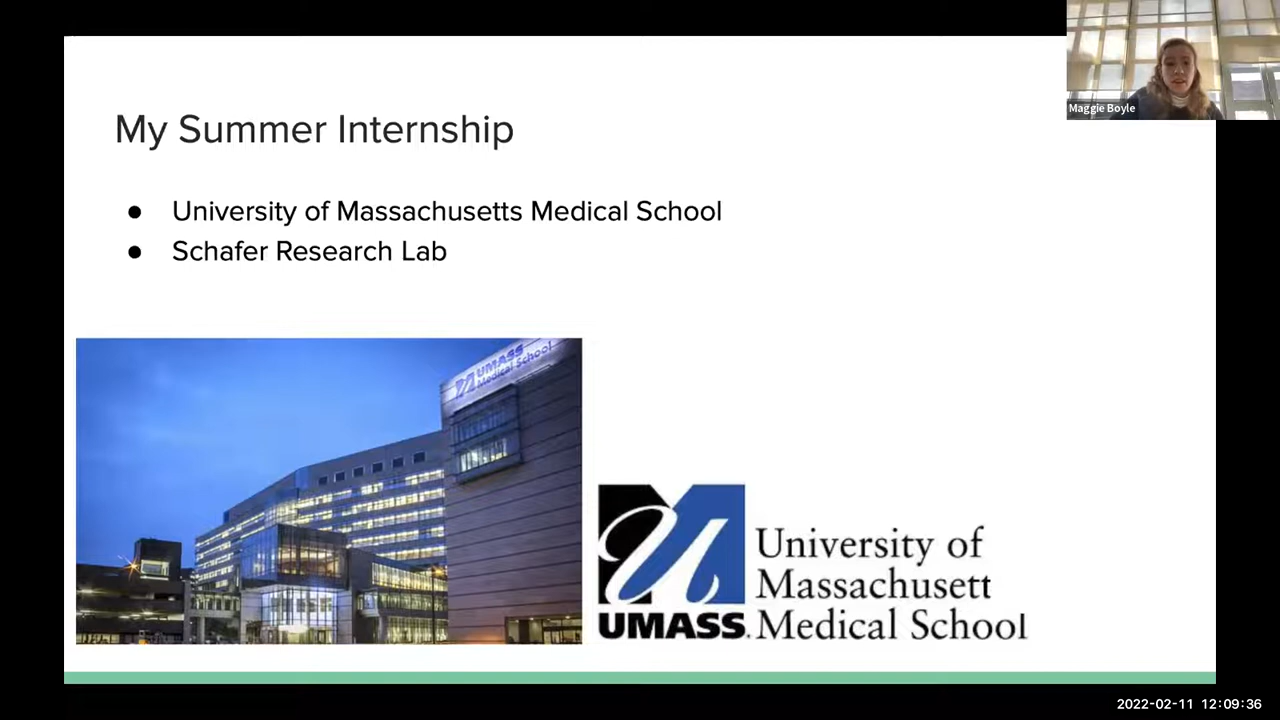 Maggie Boyle
My Summer Internship
● University of Massachusetts Medical School
● Schafer Research Lab
UMASS
Medical School
University of
Massachusett
Medical School
UMASS.
2022-02-11 12:09:36